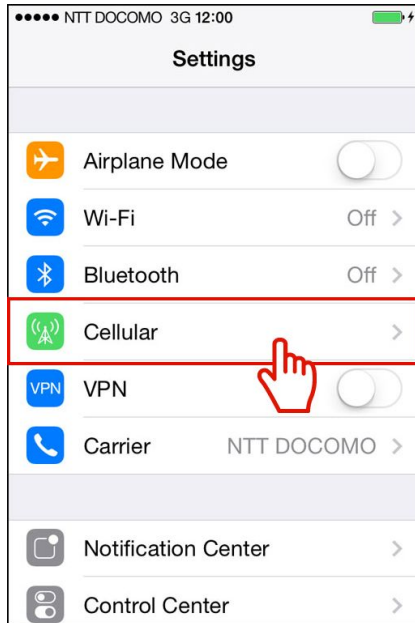 NTT DOCOMO 3G 12:00
Settings
Airplane Mode
Wi-Fi Off
Bluetooth Off
Cellular
VPN VPN
Carrier NTT DOCOMO
Notification Center
Control Center